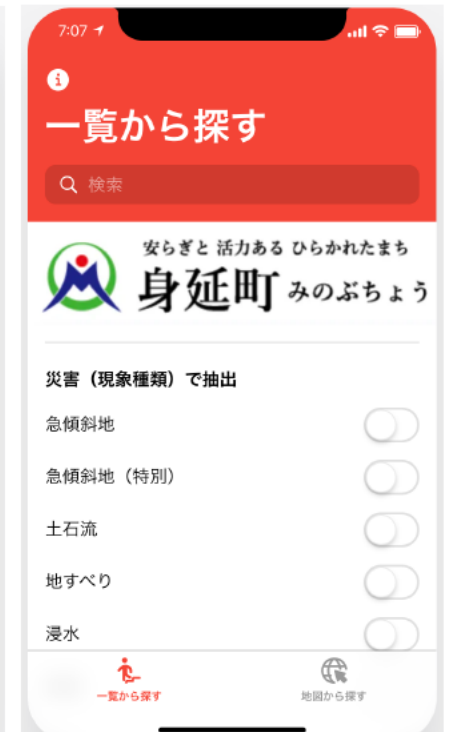 7:07
一覧から探す
検索
安らぎと 活力ある ひらかれたまち
身延町 みのぶちょう
災害（現象種類）で抽出
急傾斜地
急傾斜地（特別）
土石流
地すべり
浸水
一覧から探す
地図から探す